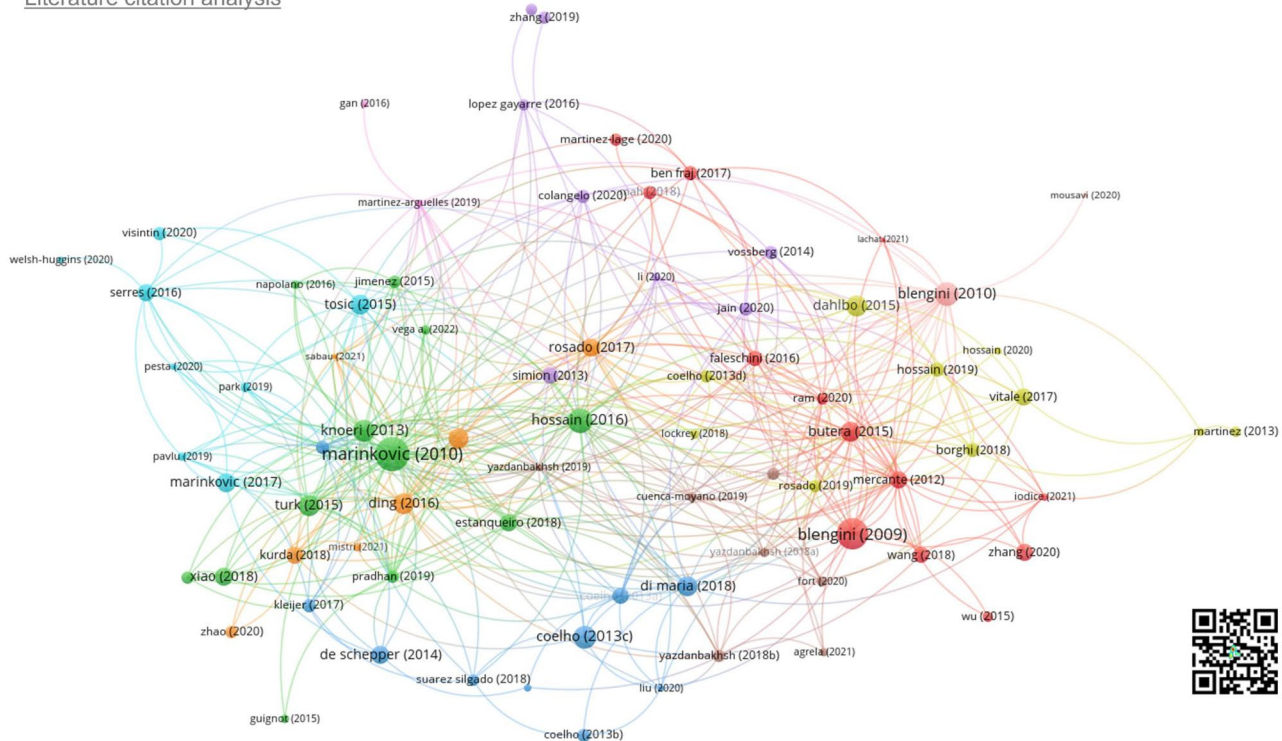 Literature citation analysis
zhang (2019)
gan (2016)
lopez gayarre (2016)
martinez-lage (2020)
ben fraj (2017)
colangelo (2020)
mousavi (2020)
martinez-arguelles (2019)
visintin (2020)
lachat (2021)
vossberg (2014)
welsh-huggins (2020)
li (2020)
napolano (2016)
jimenez (2015)
serres (2016)
blengini (2010)
tosic (2015)
dahlbo (2015)
jain (2020)
vega a. (2022)
rosado (2017)
hossain (2020)
sabau (2021)
faleschini (2016)
pesta (2020)
hossain (2019)
simion (2013)
coelho (2013d)
park (2019)
vitale (2017)
ram (2020)
hossain (2016)
knoeri (2013)
butera (2015)
martinez (2013)
lockrey (2018)
borghi (2018)
marinkovic (2010)
pavlu (2019)
yazdanbakhsh (2019)
marinkovic (2017)
mercante (2012)
rosado (2019)
cuenca-moyano (2019)
iodice (2021)
turk (2015)
ding (2016)
estanqueiro (2018)
blengini (2009)
mistri (2021)
yazdanbakhsh (2018a)
kurda (2018)
wang (2018)
zhang (2020)
xiao (2018)
pradhan (2019)
fort (2020)
di maria (2018)
kleijer (2017)
wu (2015)
zhao (2020)
coelho (2013c)
de schepper (2014)
yazdanbakhsh (2018b)
agrela (2021)
suarez silgado (2018)
liu (2020)
guignot (2015)
coelho (2013b)